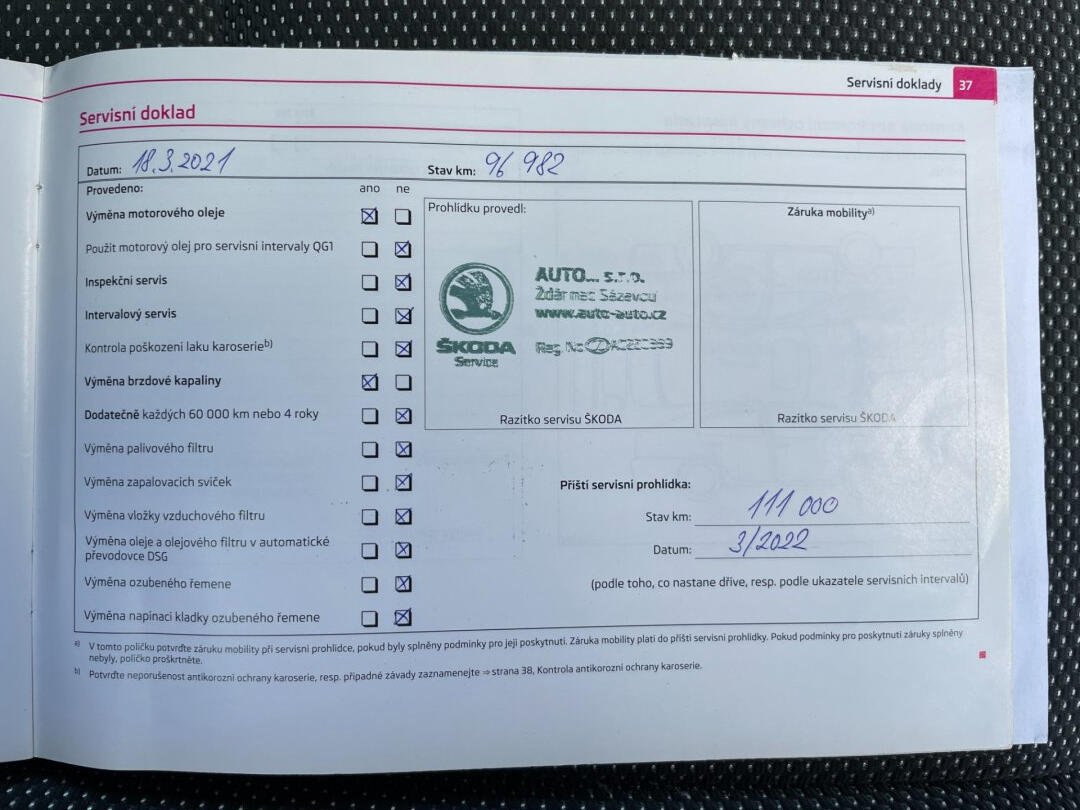 Servisní doklady 37
Servisní doklad
Datum: 18.3.2021 Stav km: 96 982
Provedeno: ano ne
Výměna motorového oleje
Použit motorový olej pro servisní intervaly QG1
Inspekční servis
Intervalový servis
Kontrola poškození laku karoserie b)
Výměna brzdové kapaliny
Dodatečně každých 60 000 km nebo 4 roky
Výměna palivového filtru
Výměna zapalovacích svíček
Výměna vložky vzduchového filtru
Výměna oleje a olejového filtru v automatické
převodovce DSG
Výměna ozubeného řemene
Výměna napínací kladky ozubeného řemene
Prohlídku provedl:
AUTO... s.r.o.
Žďár nad Sázavou
www.auto-auto.cz
ŠKODA
Service
Reg. No
Razítko servisu ŠKODA
Záruka mobility a)
Razítko servisu ŠKODA
Příští servisní prohlídka:
Stav km: 111 000
Datum: 3/2022
(podle toho, co nastane dříve, resp. podle ukazatele servisních intervalů)
a) V tomto políčku potvrďte záruku mobility při servisní prohlídce, pokud byly splněny podmínky pro její poskytnutí. Záruka mobility platí do příští servisní prohlídky. Pokud podmínky pro poskytnutí záruky splněny
nebyly, políčko proškrtněte.
b) Potvrďte neporušenost antikorozní ochrany karoserie, resp. případné závady zaznamenejte ⇒ strana 38, Kontrola antikorozní ochrany karoserie.